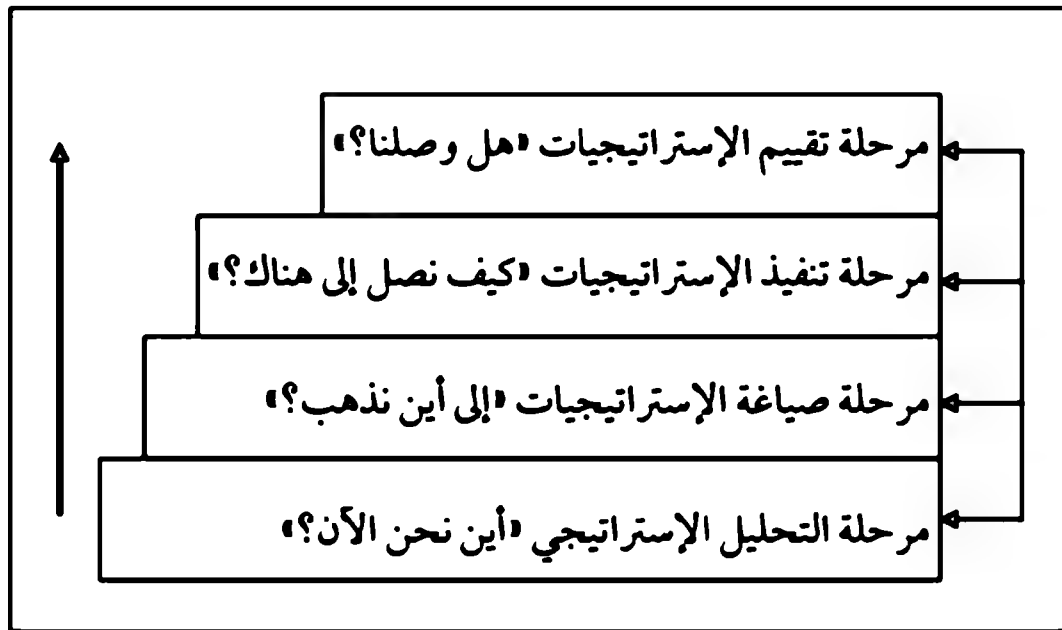 مرحلة تقييم الإستراتيجيات «هل وصلنا؟»
مرحلة تنفيذ الإستراتيجيات «كيف نصل إلى هناك؟»
مرحلة صياغة الإستراتيجيات «إلى أين نذهب؟»
مرحلة التحليل الإستراتيجي «أين نحن الآن؟»